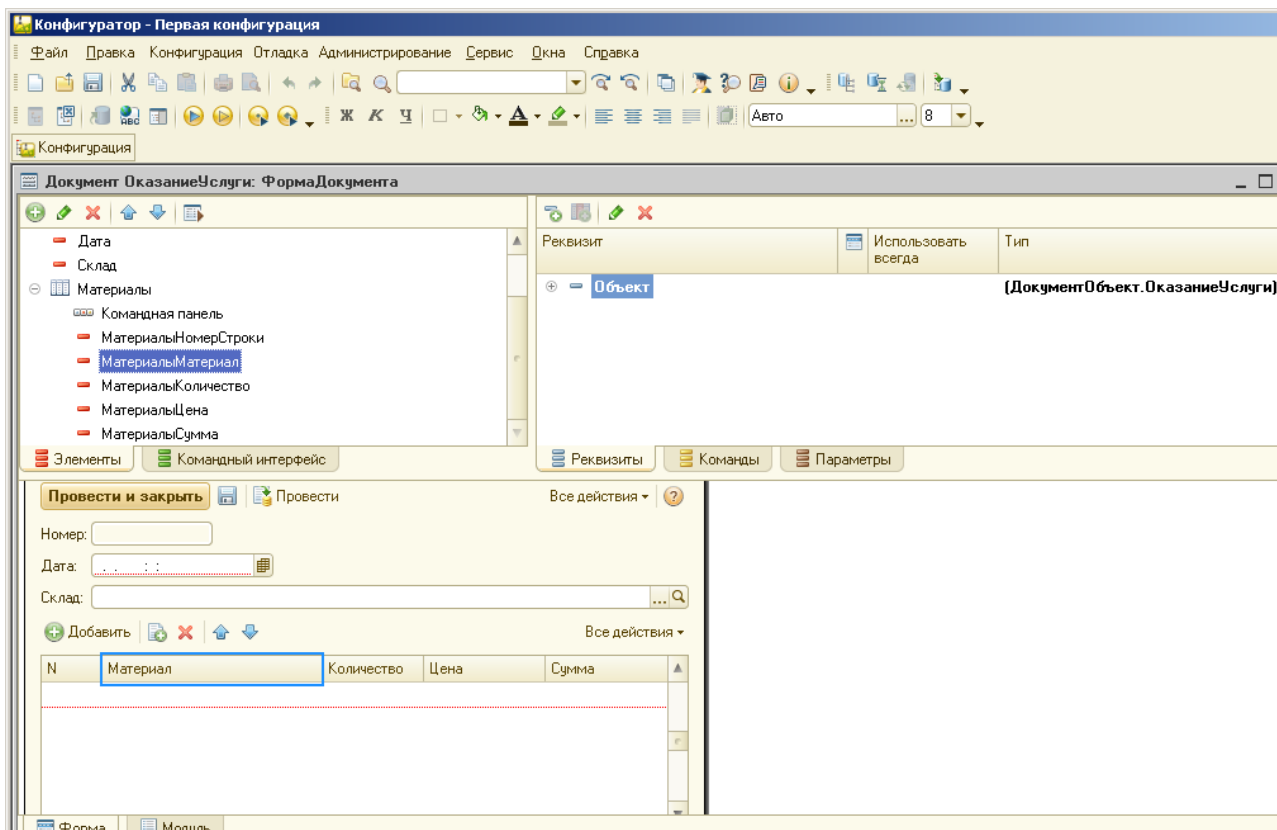 Конфигуратор - Первая конфигурация
Файл Правка Конфигурация Отладка Администрирование Сервис Окна Справка
Ж К Ч А Авто ... 8
Конфигурация
Документ ОказаниеУслуги: ФормаДокумента
Дата
Склад
Материалы
Командная панель
МатериалыНомерСтроки
МатериалыМатериал
МатериалыКоличество
МатериалыЦена
МатериалыСумма
Элементы Командный интерфейс
Реквизит Использовать всегда Тип
Объект (ДокументОбъект.ОказаниеУслуги)
Реквизиты Команды Параметры
Провести и закрыть Провести Все действия
Номер:
Дата: . . : :
Склад: ...
Добавить Все действия
N Материал Количество Цена Сумма
Форма Модуль